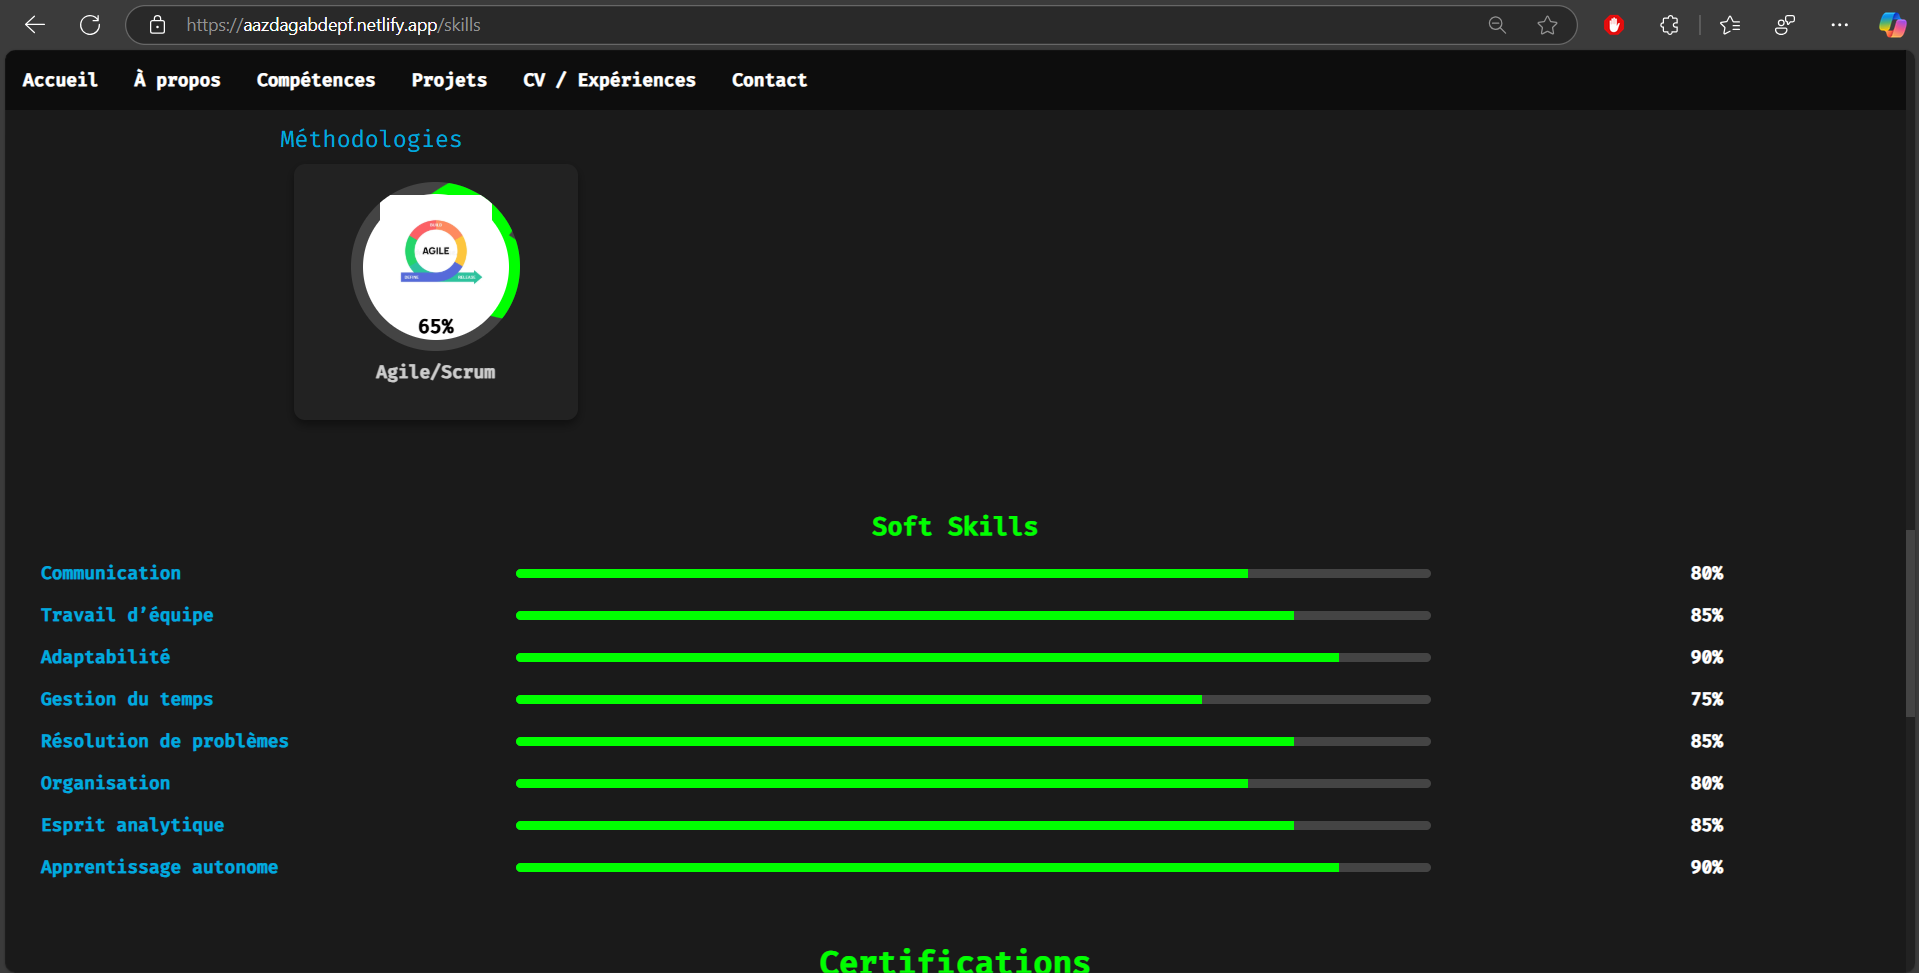 https://aazdagabdepf.netlify.app/skills
Accueil À propos Compétences Projets CV / Expériences Contact
Méthodologies
AGILE
65%
Agile/Scrum
Soft Skills
Communication 80%
Travail d’équipe 85%
Adaptabilité 90%
Gestion du temps 75%
Résolution de problèmes 85%
Organisation 80%
Esprit analytique 85%
Apprentissage autonome 90%
Certifications